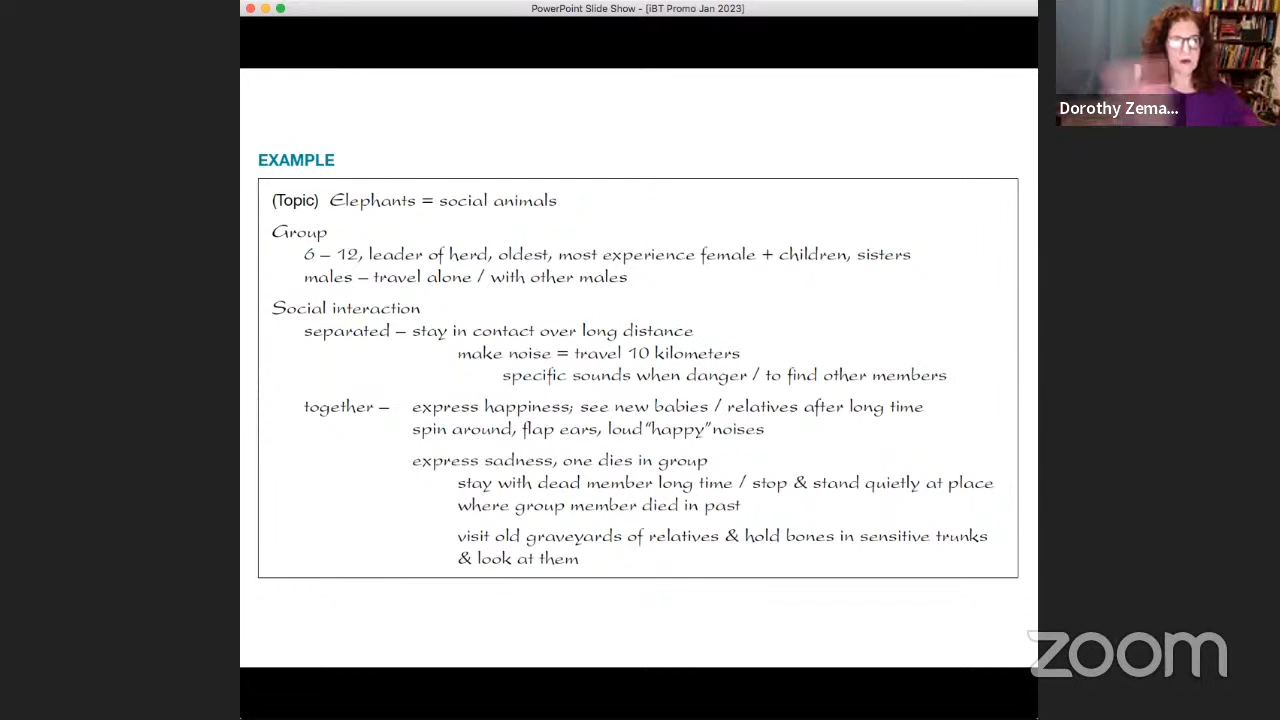 PowerPoint Slide Show - [iBT Promo Jan 2023]
Dorothy Zema...
EXAMPLE
(Topic) Elephants = social animals
Group
6 – 12, leader of herd, oldest, most experience female + children, sisters
males – travel alone / with other males
Social interaction
separated – stay in contact over long distance
make noise = travel 10 kilometers
specific sounds when danger / to find other members
together – express happiness; see new babies / relatives after long time
spin around, flap ears, loud "happy" noises
express sadness, one dies in group
stay with dead member long time / stop & stand quietly at place
where group member died in past
visit old graveyards of relatives & hold bones in sensitive trunks
& look at them
zoom